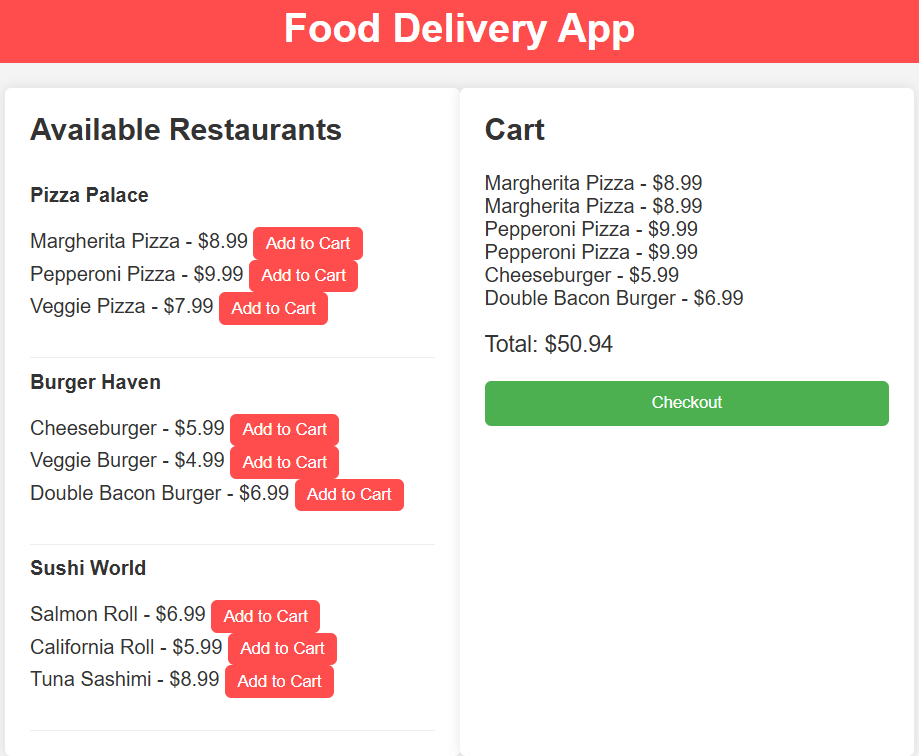 Food Delivery App
Available Restaurants
Pizza Palace
Margherita Pizza - $8.99 Add to Cart
Pepperoni Pizza - $9.99 Add to Cart
Veggie Pizza - $7.99 Add to Cart
Burger Haven
Cheeseburger - $5.99 Add to Cart
Veggie Burger - $4.99 Add to Cart
Double Bacon Burger - $6.99 Add to Cart
Sushi World
Salmon Roll - $6.99 Add to Cart
California Roll - $5.99 Add to Cart
Tuna Sashimi - $8.99 Add to Cart
Cart
Margherita Pizza - $8.99
Margherita Pizza - $8.99
Pepperoni Pizza - $9.99
Pepperoni Pizza - $9.99
Cheeseburger - $5.99
Double Bacon Burger - $6.99
Total: $50.94
Checkout